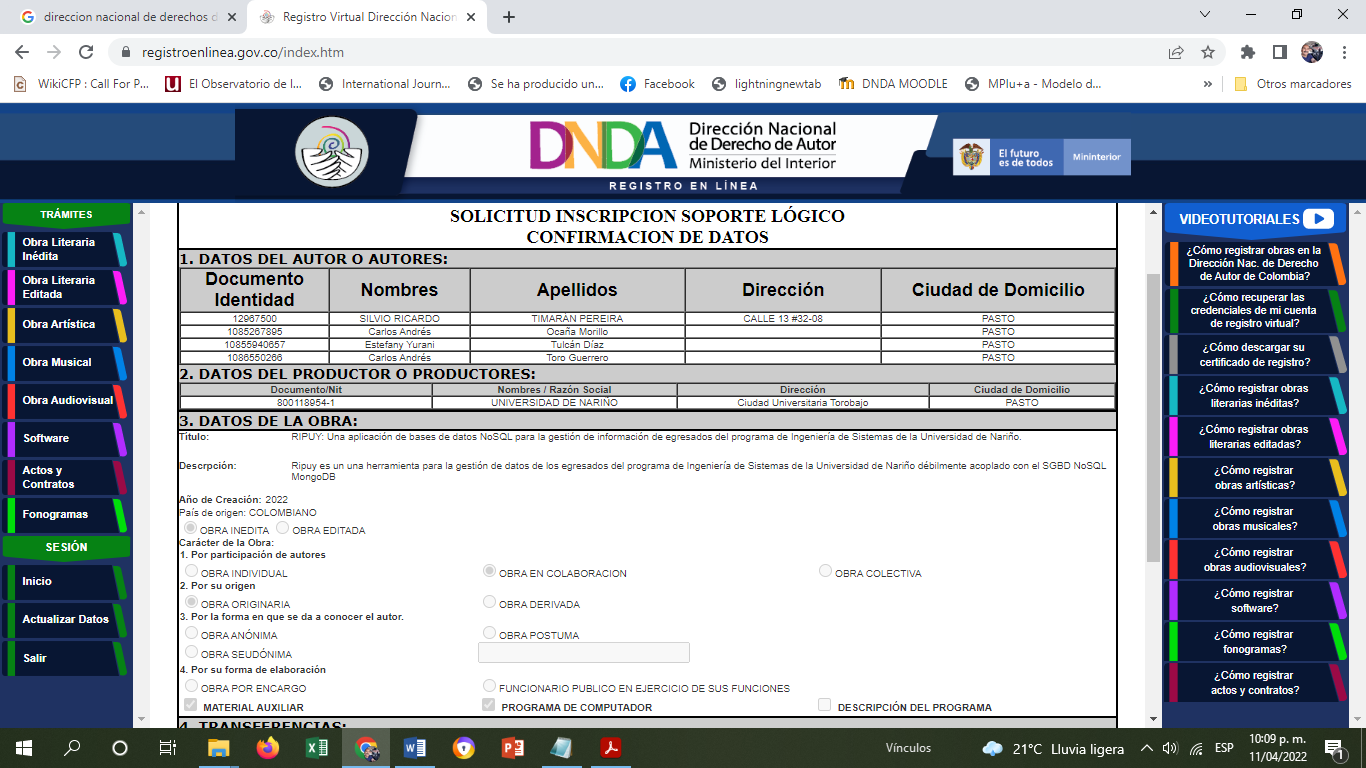 direccion nacional de derechos d
Registro Virtual Dirección Nacion
registroenlinea.gov.co/index.htm
WikiCFP : Call For P...
El Observatorio de l...
International Journ...
Se ha producido un...
Facebook
lightningnewtab
DNDA MOODLE
MPlu+a - Modelo d...
»
Otros marcadores
DNDA
Dirección Nacional
de Derecho de Autor
Ministerio del Interior
REGISTRO EN LÍNEA
El futuro
es de todos
Mininterior
TRÁMITES
Obra Literaria
Inédita
Obra Literaria
Editada
Obra Artística
Obra Musical
Obra Audiovisual
Software
Actos y
Contratos
Fonogramas
SESIÓN
Inicio
Actualizar Datos
Salir
SOLICITUD INSCRIPCION SOPORTE LÓGICO
CONFIRMACION DE DATOS
1. DATOS DEL AUTOR O AUTORES:
Documento Identidad Nombres Apellidos Dirección Ciudad de Domicilio
12967500 SILVIO RICARDO TIMARAN PEREIRA CALLE 13 #32-08 PASTO
1085267895 Carlos Andrés Ocaña Morillo PASTO
10855940657 Estefany Yurani Tulcán Díaz PASTO
1086550266 Carlos Andrés Toro Guerrero PASTO
2. DATOS DEL PRODUCTOR O PRODUCTORES:
Documento/Nit Nombres / Razón Social Dirección Ciudad de Domicilio
800118954-1 UNIVERSIDAD DE NARIÑO Ciudad Universitaria Torobajo PASTO
3. DATOS DE LA OBRA:
Título: RIPUY: Una aplicación de bases de datos NoSQL para la gestión de información de egresados del programa de Ingeniería de Sistemas de la Universidad de Nariño.
Descrpción: Ripuy es un una herramienta para la gestión de datos de los egresados del programa de Ingeniería de Sistemas de la Universidad de Nariño débilmente acoplado con el SGBD NoSQL
MongoDB
Año de Creación: 2022
País de origen: COLOMBIANO
OBRA INEDITA OBRA EDITADA
Carácter de la Obra:
1. Por participación de autores
OBRA INDIVIDUAL OBRA EN COLABORACION OBRA COLECTIVA
2. Por su origen
OBRA ORIGINARIA OBRA DERIVADA
3. Por la forma en que se da a conocer el autor.
OBRA ANÓNIMA OBRA POSTUMA
OBRA SEUDÓNIMA
4. Por su forma de elaboración
OBRA POR ENCARGO FUNCIONARIO PUBLICO EN EJERCICIO DE SUS FUNCIONES
MATERIAL AUXILIAR PROGRAMA DE COMPUTADOR DESCRIPCIÓN DEL PROGRAMA
4. TRANSFERENCIAS:
VIDEOTUTORIALES
¿Cómo registrar obras en la
Dirección Nac. de Derecho
de Autor de Colombia?
¿Cómo recuperar las
credenciales de mi cuenta
de registro virtual?
¿Cómo descargar su
certificado de registro?
¿Cómo registrar obras
literarias inéditas?
¿Cómo registrar obras
literarias editadas?
¿Cómo registrar
obras artísticas?
¿Cómo registrar
obras musicales?
¿Cómo registrar
obras audiovisuales?
¿Cómo registrar
software?
¿Cómo registrar
fonogramas?
¿Cómo registrar
actos y contratos?
Vínculos
21°C Lluvia ligera
ESP
10:09 p. m.
11/04/2022
1